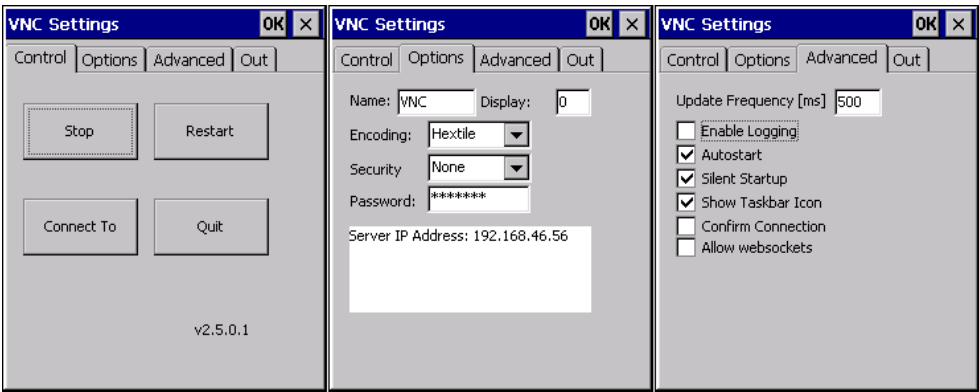 VNC Settings OK ×
Control Options Advanced Out
Stop Restart
Connect To Quit
v2.5.0.1
VNC Settings OK ×
Control Options Advanced Out
Name: VNC Display: 0
Encoding: Hextile
Security None
Password: *******
Server IP Address: 192.168.46.56
VNC Settings OK ×
Control Options Advanced Out
Update Frequency [ms] 500
Enable Logging
Autostart
Silent Startup
Show Taskbar Icon
Confirm Connection
Allow websockets